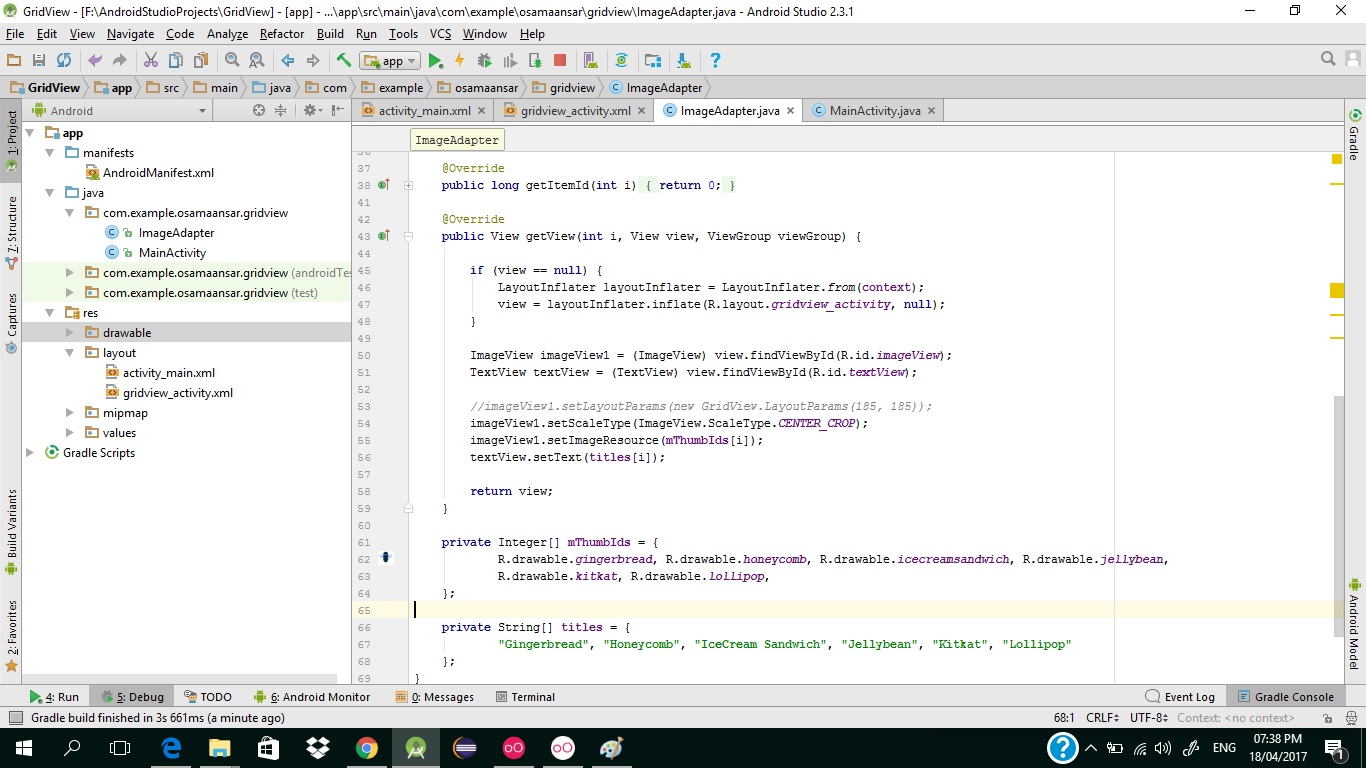 GridView - [F:\AndroidStudioProjects\GridView] - [app] - ...\app\src\main\java\com\example\osamaansar\gridview\ImageAdapter.java - Android Studio 2.3.1
File Edit View Navigate Code Analyze Refactor Build Run Tools VCS Window Help
app
GridView app src main java com example osamaansar gridview ImageAdapter
Android
activity_main.xml gridview_activity.xml ImageAdapter.java MainActivity.java
ImageAdapter
1: Project
7: Structure
Captures
Build Variants
2: Favorites
app
manifests
AndroidManifest.xml
java
com.example.osamaansar.gridview
ImageAdapter
MainActivity
com.example.osamaansar.gridview (androidTe
com.example.osamaansar.gridview (test)
res
drawable
layout
activity_main.xml
gridview_activity.xml
mipmap
values
Gradle Scripts
36
37 @Override
38 public long getItemId(int i) { return 0; }
41
42 @Override
43 public View getView(int i, View view, ViewGroup viewGroup) {
44
45 if (view == null) {
46 LayoutInflater layoutInflater = LayoutInflater.from(context);
47 view = layoutInflater.inflate(R.layout.gridview_activity, null);
48 }
49
50 ImageView imageView1 = (ImageView) view.findViewById(R.id.imageView);
51 TextView textView = (TextView) view.findViewById(R.id.textView);
52
53 //imageView1.setLayoutParams(new GridView.LayoutParams(185, 185));
54 imageView1.setScaleType(ImageView.ScaleType.CENTER_CROP);
55 imageView1.setImageResource(mThumbIds[i]);
56 textView.setText(titles[i]);
57
58 return view;
59 }
60
61 private Integer[] mThumbIds = {
62 R.drawable.gingerbread, R.drawable.honeycomb, R.drawable.icecreamsandwich, R.drawable.jellybean,
63 R.drawable.kitkat, R.drawable.lollipop,
64 };
65
66 private String[] titles = {
67 "Gingerbread", "Honeycomb", "IceCream Sandwich", "Jellybean", "Kitkat", "Lollipop"
68 };
69 }
Gradle
Android Model
4: Run 5: Debug TODO 6: Android Monitor 0: Messages Terminal Event Log Gradle Console
Gradle build finished in 3s 661ms (a minute ago) 68:1 CRLF UTF-8 Context: <no context>
ENG 07:38 PM
18/04/2017
1